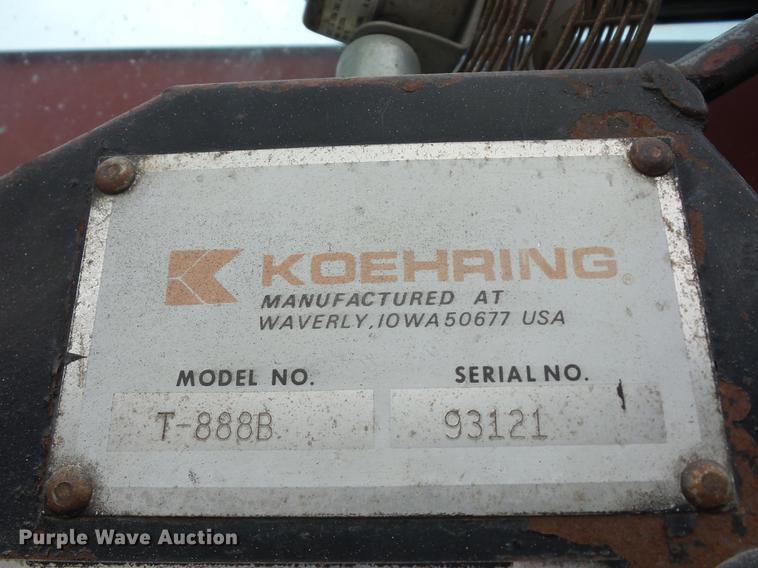 KOEHRING®
MANUFACTURED AT
WAVERLY, IOWA 50677 USA
MODEL NO. SERIAL NO.
T-888B 93121
Purple Wave Auction